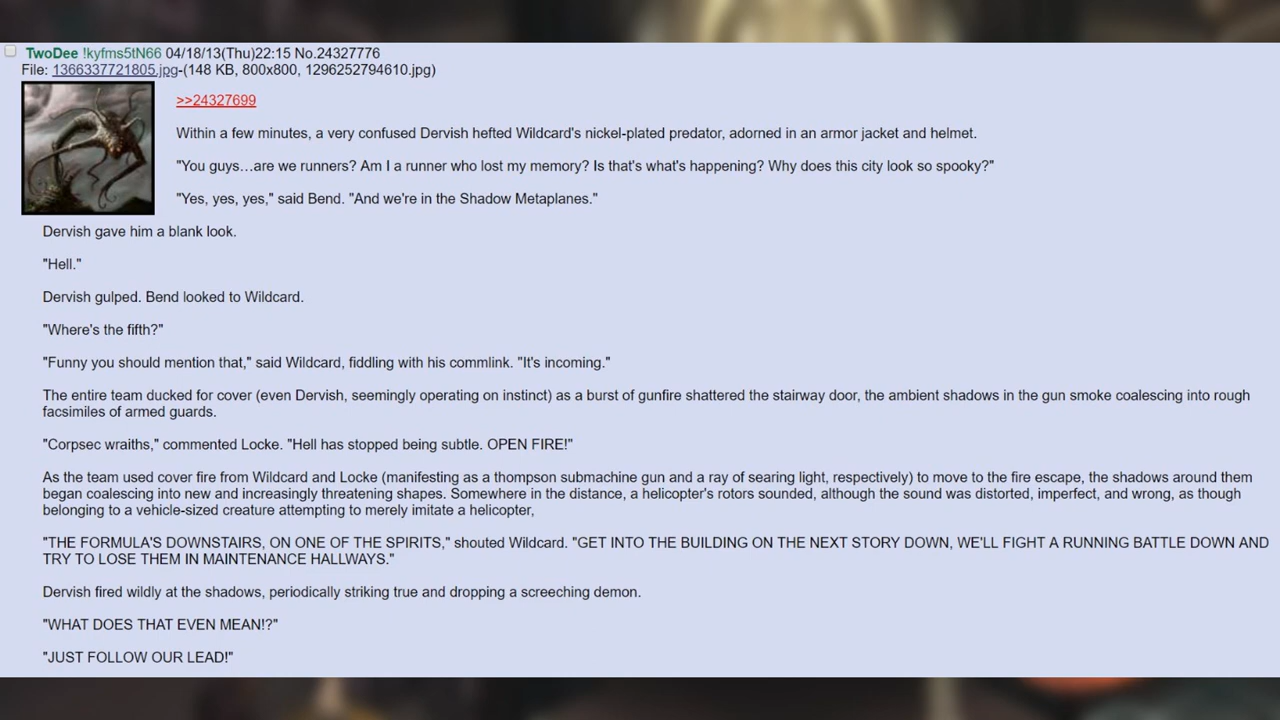 TwoDee !kyfms5tN66 04/18/13(Thu)22:15 No.24327776
File: 1366337721805.jpg-(148 KB, 800x800, 1296252794610.jpg)
>>24327699
Within a few minutes, a very confused Dervish hefted Wildcard's nickel-plated predator, adorned in an armor jacket and helmet.
"You guys…are we runners? Am I a runner who lost my memory? Is that's what's happening? Why does this city look so spooky?"
"Yes, yes, yes," said Bend. "And we're in the Shadow Metaplanes."
Dervish gave him a blank look.
"Hell."
Dervish gulped. Bend looked to Wildcard.
"Where's the fifth?"
"Funny you should mention that," said Wildcard, fiddling with his commlink. "It's incoming."
The entire team ducked for cover (even Dervish, seemingly operating on instinct) as a burst of gunfire shattered the stairway door, the ambient shadows in the gun smoke coalescing into rough
facsimiles of armed guards.
"Corpsec wraiths," commented Locke. "Hell has stopped being subtle. OPEN FIRE!"
As the team used cover fire from Wildcard and Locke (manifesting as a thompson submachine gun and a ray of searing light, respectively) to move to the fire escape, the shadows around them
began coalescing into new and increasingly threatening shapes. Somewhere in the distance, a helicopter's rotors sounded, although the sound was distorted, imperfect, and wrong, as though
belonging to a vehicle-sized creature attempting to merely imitate a helicopter,
"THE FORMULA'S DOWNSTAIRS, ON ONE OF THE SPIRITS," shouted Wildcard. "GET INTO THE BUILDING ON THE NEXT STORY DOWN, WE'LL FIGHT A RUNNING BATTLE DOWN AND
TRY TO LOSE THEM IN MAINTENANCE HALLWAYS."
Dervish fired wildly at the shadows, periodically striking true and dropping a screeching demon.
"WHAT DOES THAT EVEN MEAN!?"
"JUST FOLLOW OUR LEAD!"